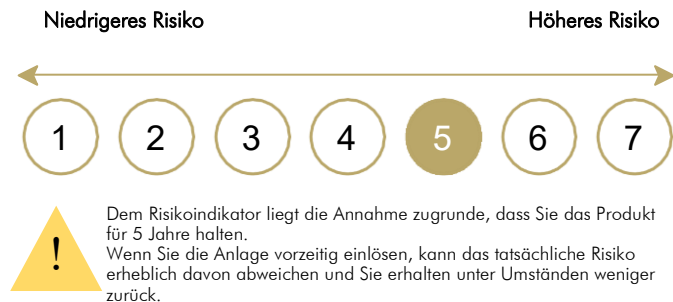 Niedrigeres Risiko Höheres Risiko
1 2 3 4 5 6 7
!
Dem Risikoindikator liegt die Annahme zugrunde, dass Sie das Produkt
für 5 Jahre halten.
Wenn Sie die Anlage vorzeitig einlösen, kann das tatsächliche Risiko
erheblich davon abweichen und Sie erhalten unter Umständen weniger
zurück.